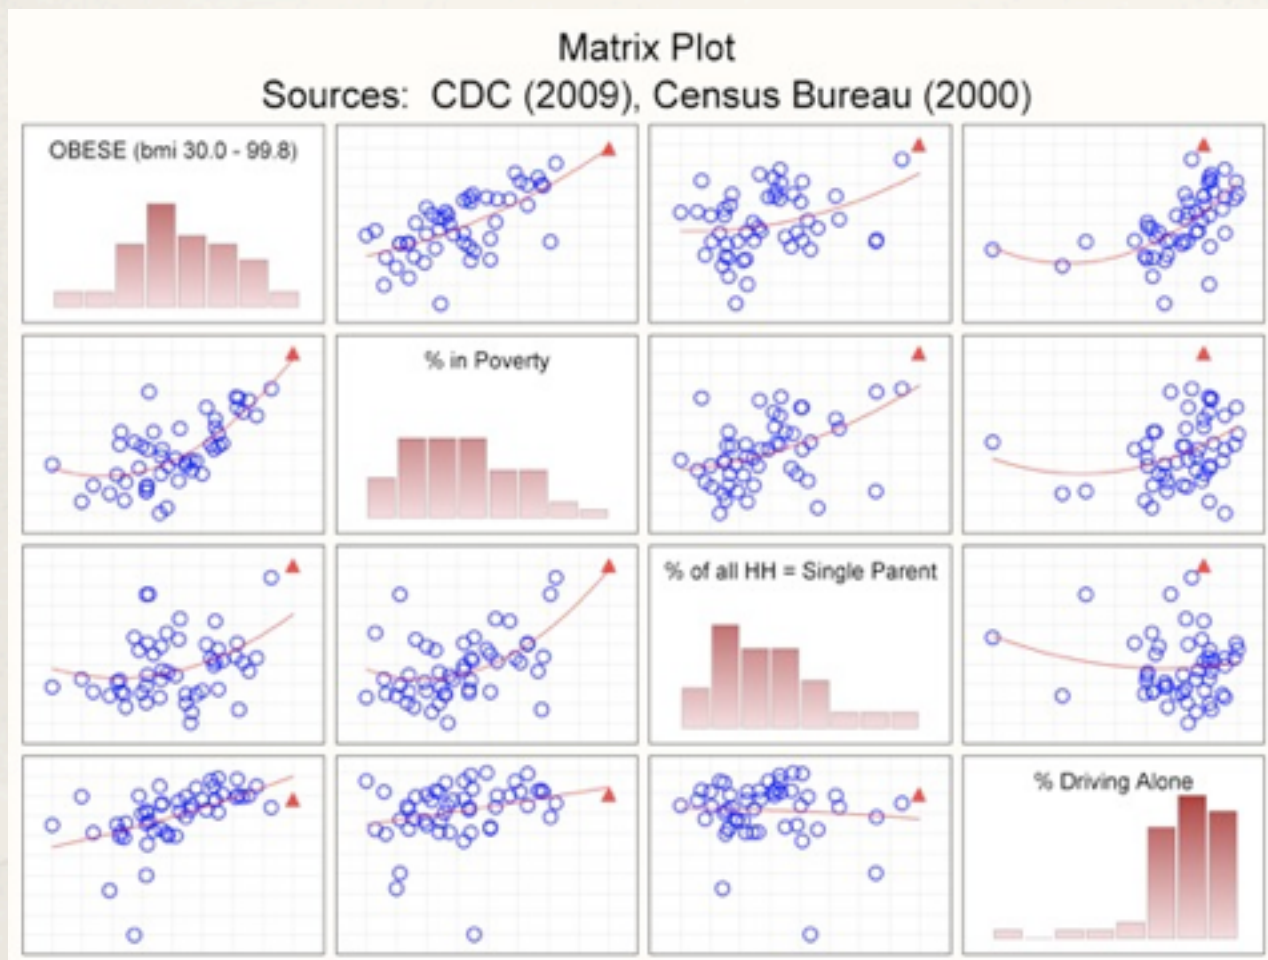 Matrix Plot
Sources: CDC (2009), Census Bureau (2000)
OBESE (bmi 30.0 - 99.8)
% in Poverty
% of all HH = Single Parent
% Driving Alone